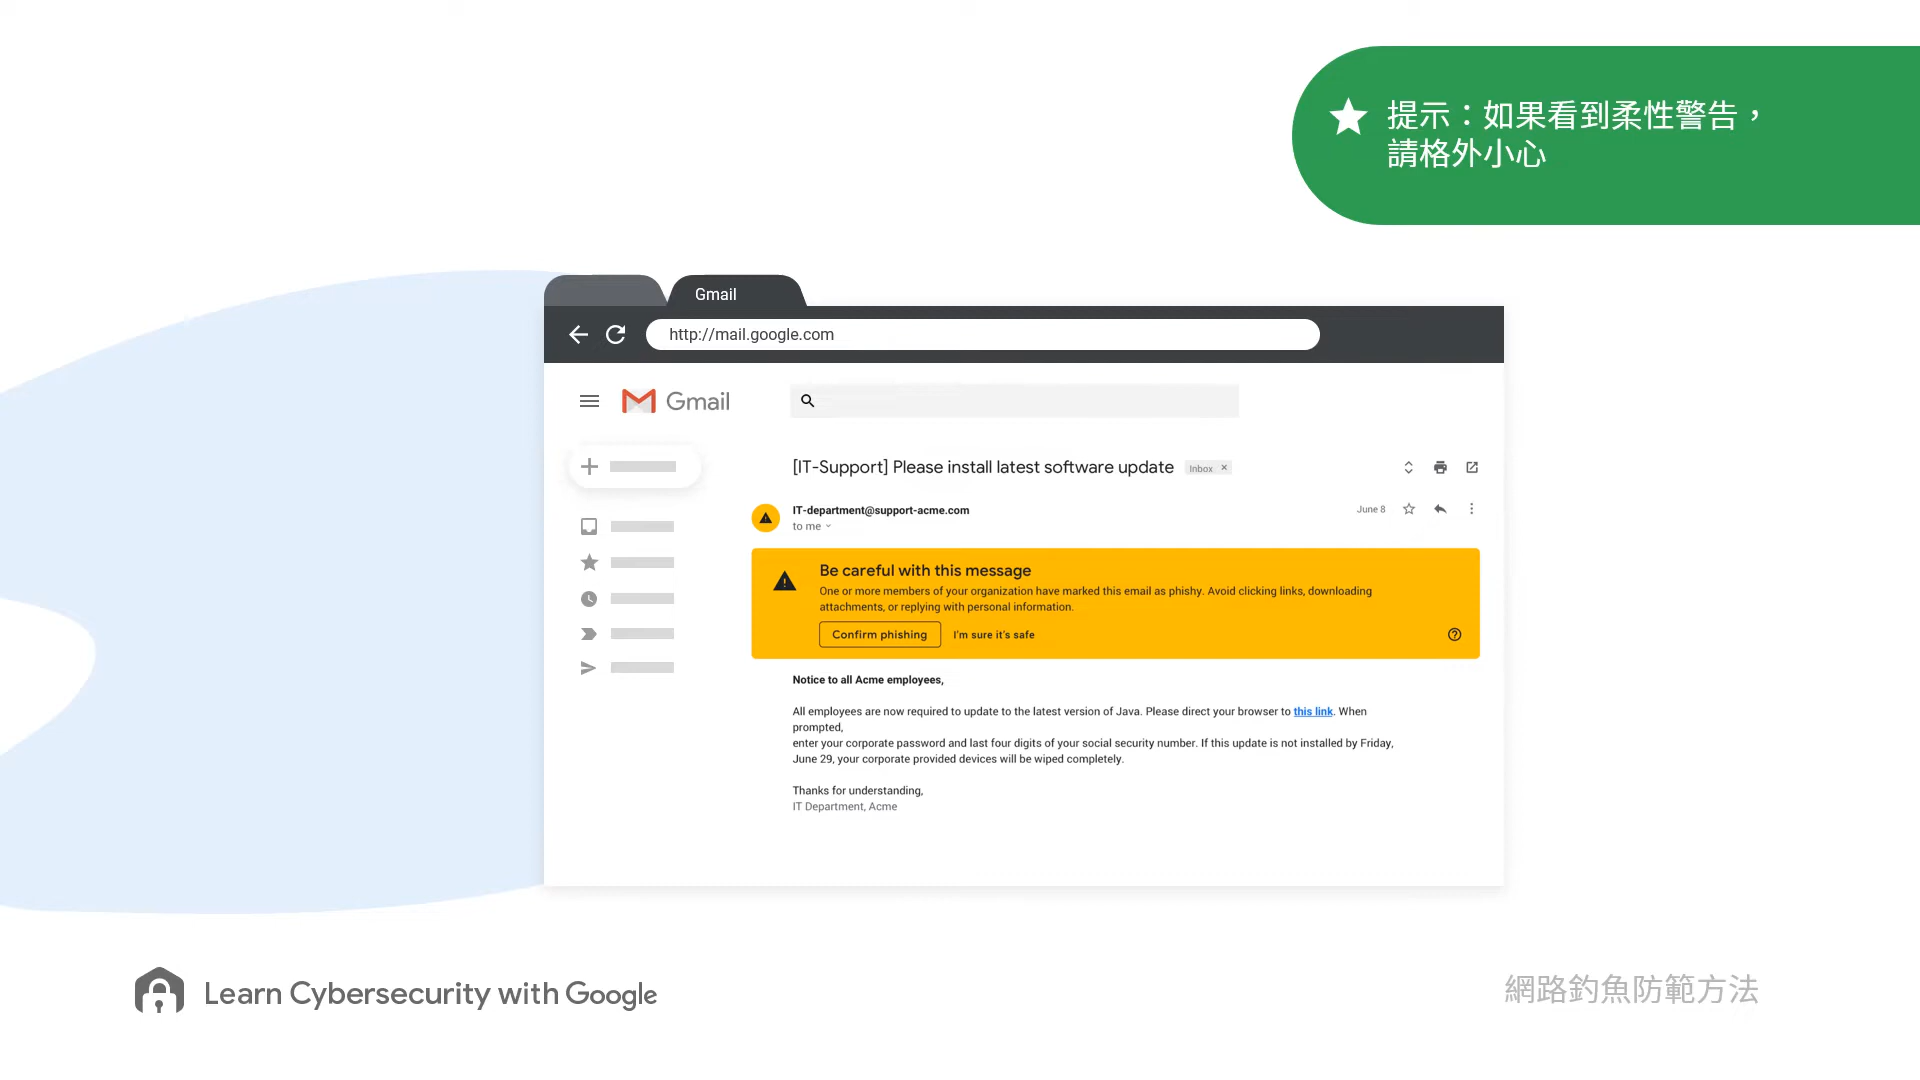 提示：如果看到柔性警告，
請格外小心
Gmail
http://mail.google.com
Gmail
[IT-Support] Please install latest software update Inbox ×
IT-department@support-acme.com
June 8
to me
Be careful with this message
One or more members of your organization have marked this email as phishy. Avoid clicking links, downloading
attachments, or replying with personal information.
Confirm phishing I'm sure it's safe
Notice to all Acme employees,
All employees are now required to update to the latest version of Java. Please direct your browser to this link. When
prompted,
enter your corporate password and last four digits of your social security number. If this update is not installed by Friday,
June 29, your corporate provided devices will be wiped completely.
Thanks for understanding,
IT Department, Acme
Learn Cybersecurity with Google
網路釣魚防範方法